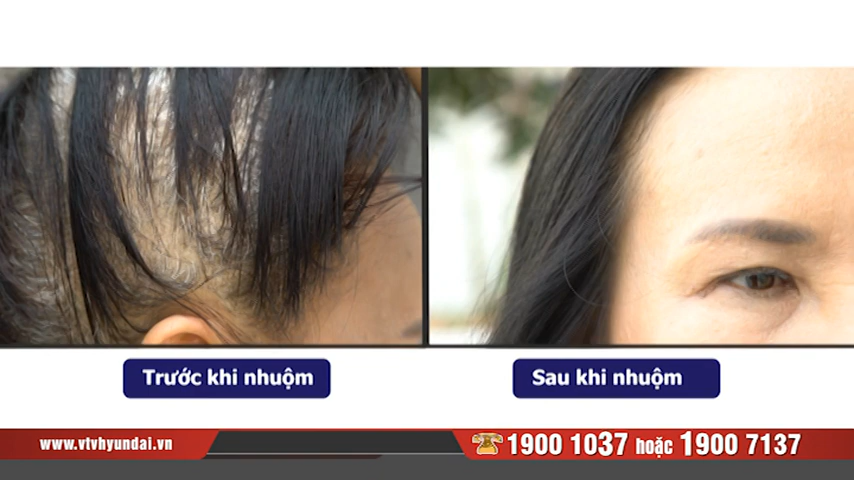 Trước khi nhuộm
Sau khi nhuộm
www.vtvhyundai.vn
1900 1037 hoặc 1900 7137